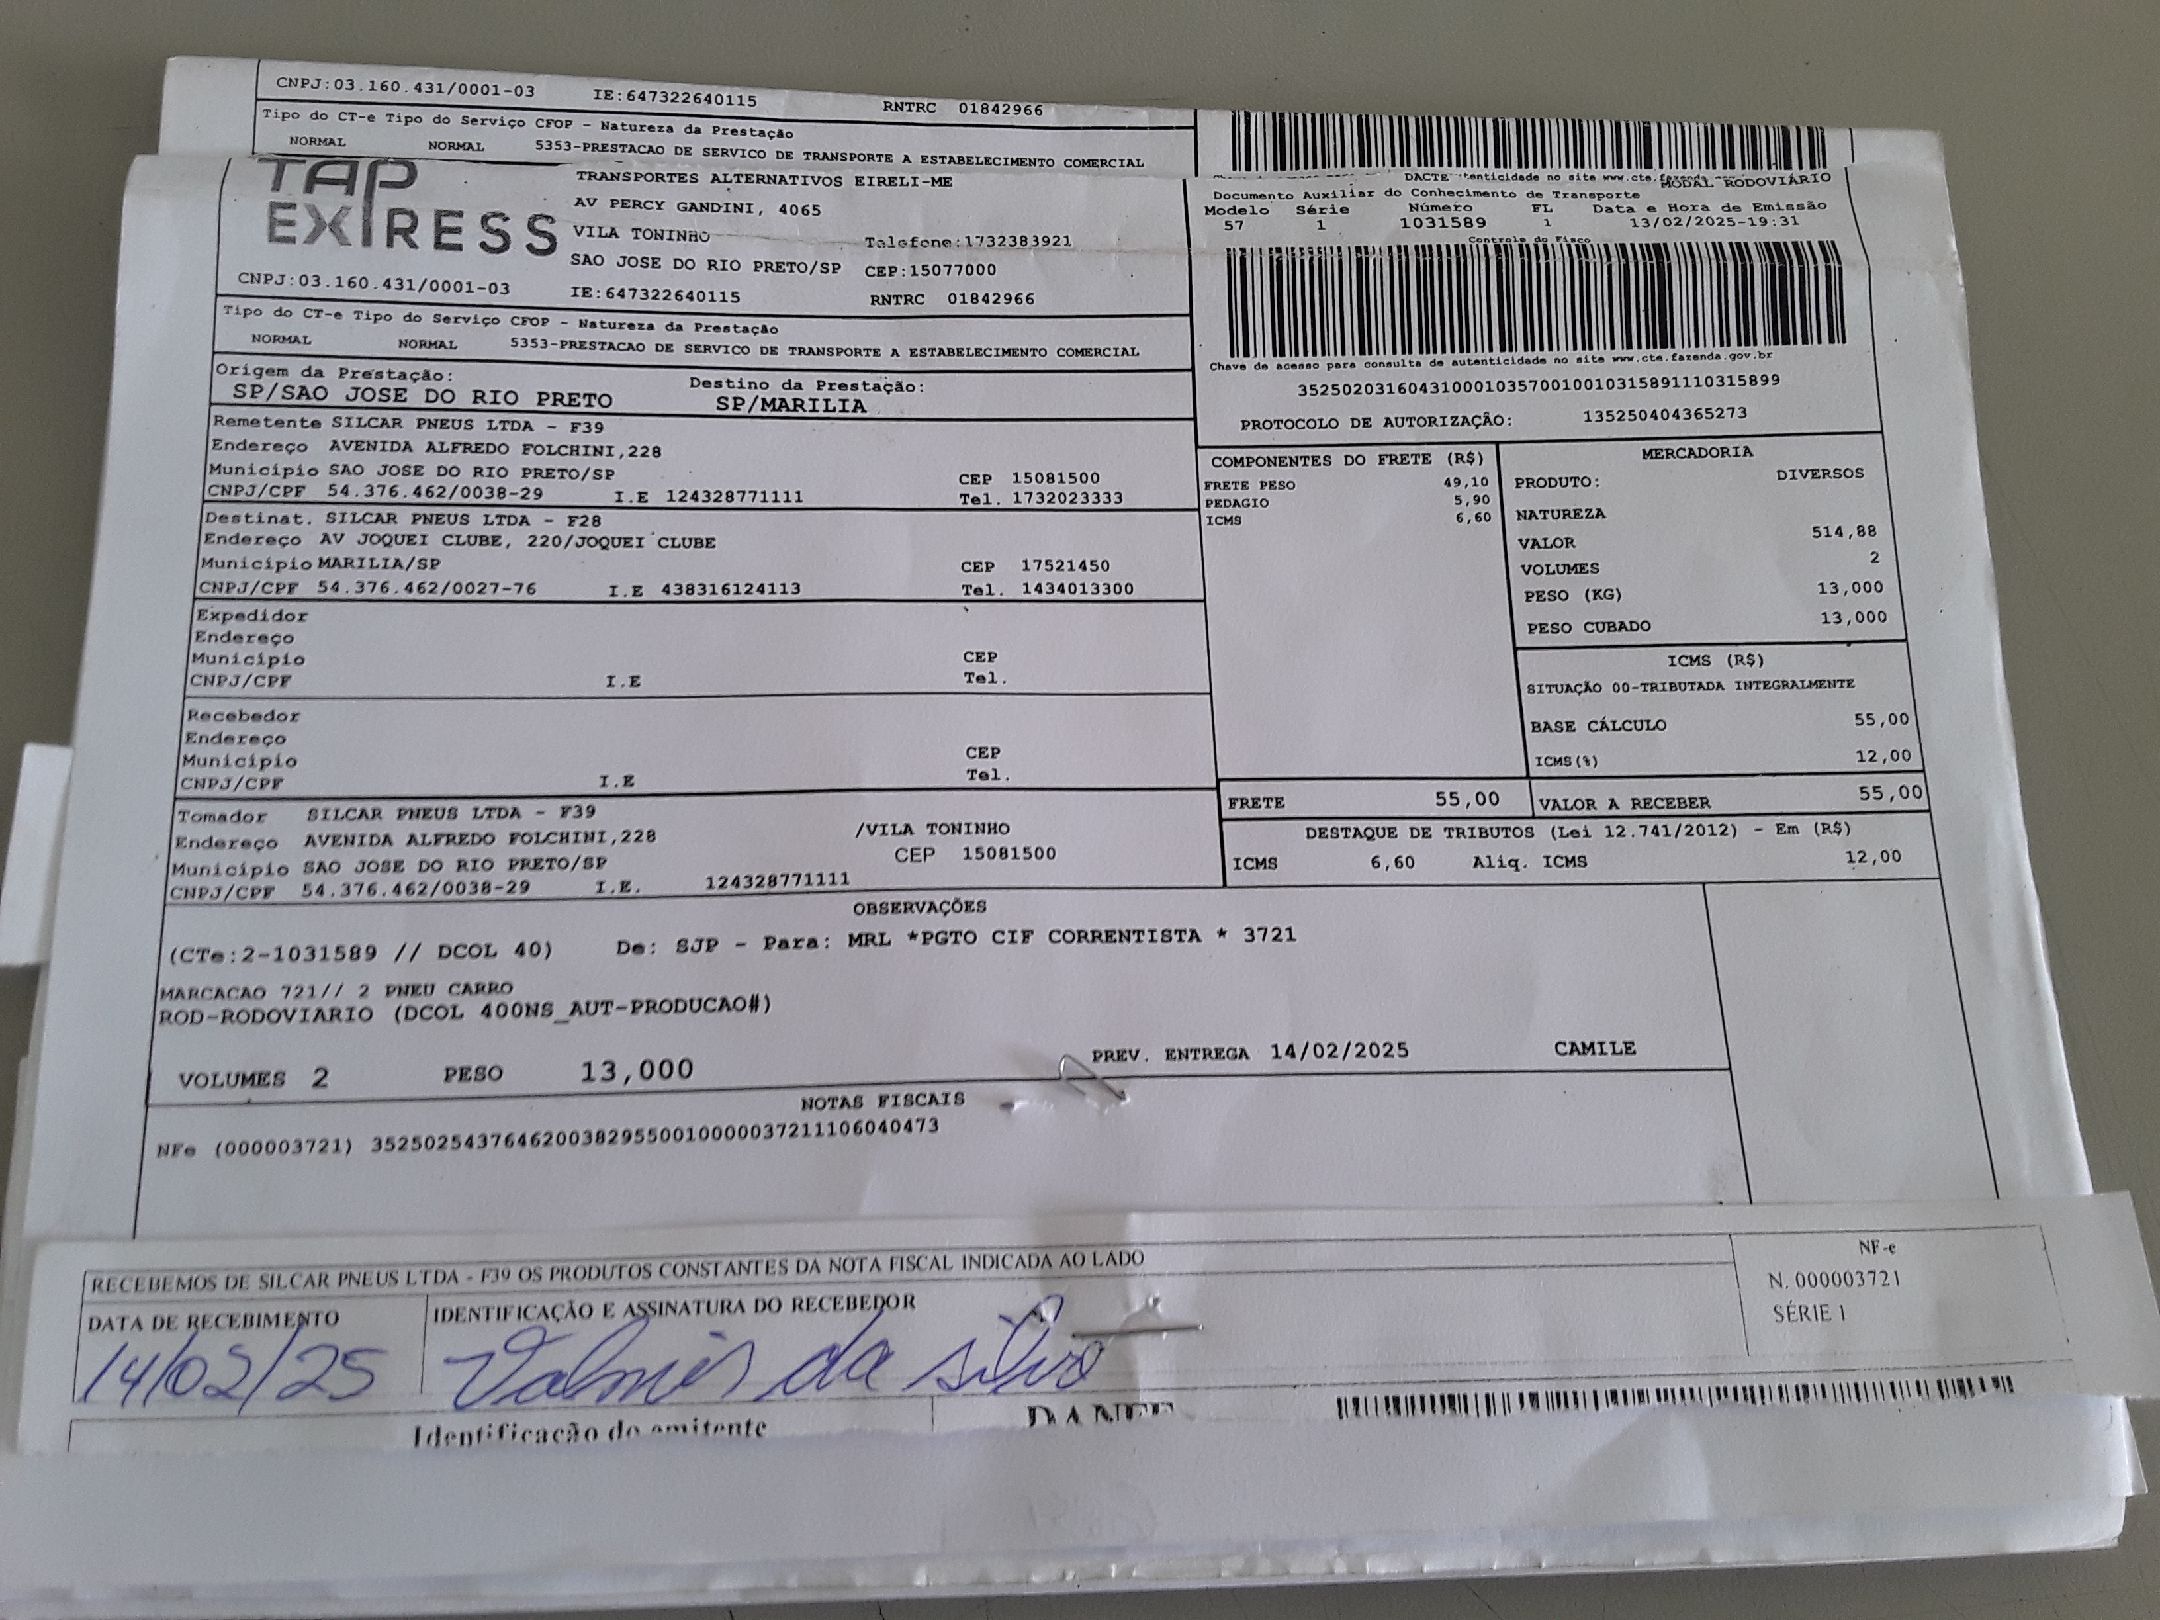 CNPJ:03.160.431/0001-03 IE:647322640115 RNTRC 01842966
Tipo do CT-e Tipo do Serviço CFOP - Natureza da Prestação
NORMAL NORMAL 5353-PRESTACAO DE SERVICO DE TRANSPORTE A ESTABELECIMENTO COMERCIAL
TAP EXPRESS
TRANSPORTES ALTERNATIVOS EIRELI-ME
AV PERCY GANDINI, 4065
VILA TONINHO Telefone:1732383921
SAO JOSE DO RIO PRETO/SP CEP:15077000
CNPJ:03.160.431/0001-03 IE:647322640115 RNTRC 01842966
DACTE MODAL RODOVIÁRIO
Documento Auxiliar do Conhecimento de Transporte
Modelo Série Número FL Data e Hora de Emissão
57 1 1031589 1 13/02/2025-19:31
Controle do Fisco
Tipo do CT-e Tipo do Serviço CFOP - Natureza da Prestação
NORMAL NORMAL 5353-PRESTACAO DE SERVICO DE TRANSPORTE A ESTABELECIMENTO COMERCIAL
Chave de acesso para consulta de autenticidade no site www.cte.fazenda.gov.br
35250203160431000103570010010315891110315899
PROTOCOLO DE AUTORIZAÇÃO: 135250404365273
Origem da Prestação: Destino da Prestação:
SP/SAO JOSE DO RIO PRETO SP/MARILIA
Remetente SILCAR PNEUS LTDA - F39
Endereço AVENIDA ALFREDO FOLCHINI,228
Município SAO JOSE DO RIO PRETO/SP CEP 15081500
CNPJ/CPF 54.376.462/0038-29 I.E 124328771111 Tel. 1732023333
Destinat. SILCAR PNEUS LTDA - F28
Endereço AV JOQUEI CLUBE, 220/JOQUEI CLUBE
Município MARILIA/SP CEP 17521450
CNPJ/CPF 54.376.462/0027-76 I.E 438316124113 Tel. 1434013300
Expedidor
Endereço
Município CEP
CNPJ/CPF I.E Tel.
Recebedor
Endereço
Município CEP
CNPJ/CPF I.E Tel.
Tomador SILCAR PNEUS LTDA - F39
Endereço AVENIDA ALFREDO FOLCHINI,228 /VILA TONINHO
Município SAO JOSE DO RIO PRETO/SP CEP 15081500
CNPJ/CPF 54.376.462/0038-29 I.E. 124328771111
COMPONENTES DO FRETE (R$)
FRETE PESO 49,10
PEDAGIO 5,90
ICMS 6,60
MERCADORIA
PRODUTO: DIVERSOS
NATUREZA
VALOR 514,88
VOLUMES 2
PESO (KG) 13,000
PESO CUBADO 13,000
ICMS (R$)
SITUAÇÃO 00-TRIBUTADA INTEGRALMENTE
BASE CÁLCULO 55,00
ICMS(%) 12,00
FRETE 55,00 VALOR A RECEBER 55,00
DESTAQUE DE TRIBUTOS (Lei 12.741/2012) - Em (R$)
ICMS 6,60 Aliq. ICMS 12,00
OBSERVAÇÕES
(CTe:2-1031589 // DCOL 40) De: SJP - Para: MRL *PGTO CIF CORRENTISTA * 3721
MARCACAO 721// 2 PNEU CARRO
ROD-RODOVIARIO (DCOL 400NS_AUT-PRODUCAO#)
PREV. ENTREGA 14/02/2025 CAMILE
VOLUMES 2 PESO 13,000
NOTAS FISCAIS
NFe (000003721) 35250254376462003829550010000037211106040473
RECEBEMOS DE SILCAR PNEUS LTDA - F39 OS PRODUTOS CONSTANTES DA NOTA FISCAL INDICADA AO LADO
NF-e
N. 000003721
SÉRIE 1
DATA DE RECEBIMENTO IDENTIFICAÇÃO E ASSINATURA DO RECEBEDOR
14/02/25 Valmir da silva
Identificação do emitente DANFE